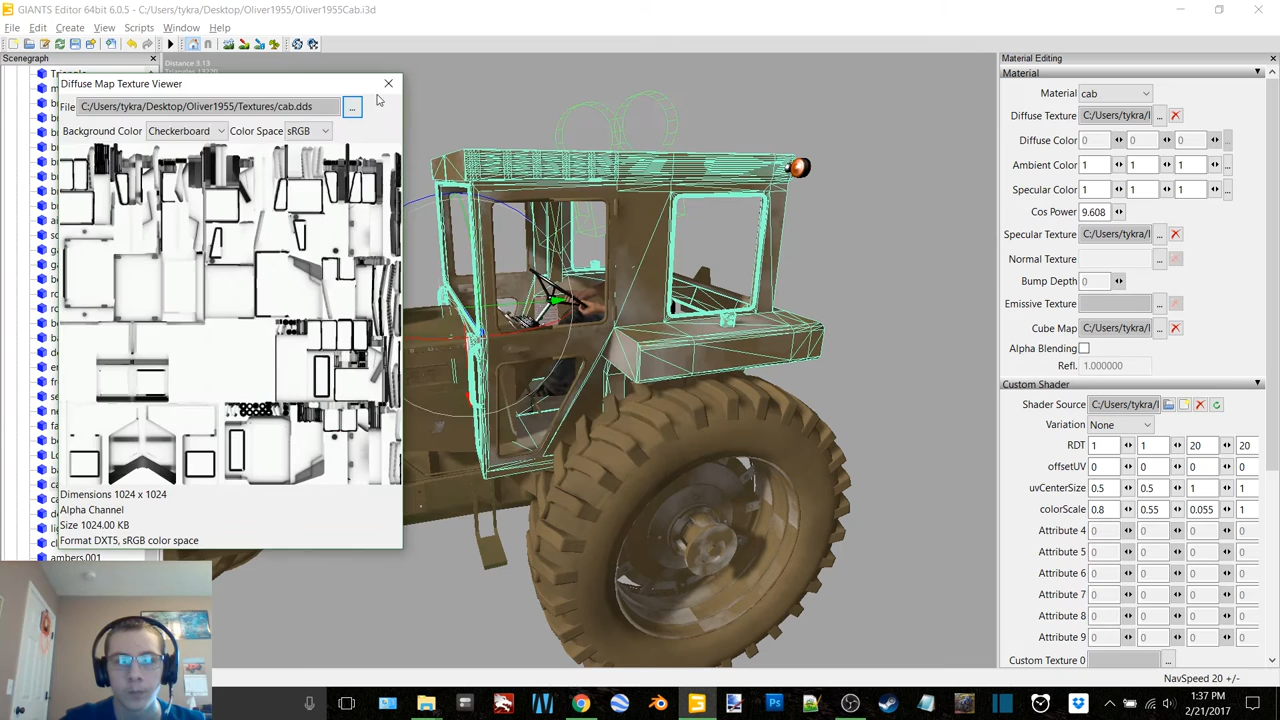 GIANTS Editor 64bit 6.0.5 - C:/Users/tykra/Desktop/Oliver1955/Oliver1955Cab.i3d
File Edit Create View Scripts Window Help
Scenegraph
Distance 3.13
Diffuse Map Texture Viewer
File C:/Users/tykra/Desktop/Oliver1955/Textures/cab.dds ...
Background Color Checkerboard Color Space sRGB
Dimensions 1024 x 1024
Alpha Channel
Size 1024.00 KB
Format DXT5, sRGB color space
ambers.001
Material Editing
Material
Material cab
Diffuse Texture C:/Users/tykra/
Diffuse Color 0 0 0
Ambient Color 1 1 1
Specular Color 1 1 1
Cos Power 9.608
Specular Texture C:/Users/tykra/
Normal Texture
Bump Depth 0
Emissive Texture
Cube Map C:/Users/tykra/
Alpha Blending
Refl. 1.000000
Custom Shader
Shader Source C:/Users/tykra/
Variation None
RDT 1 1 20 20
offsetUV 0 0 0 0
uvCenterSize 0.5 0.5 1 1
colorScale 0.8 0.55 0.055 1
Attribute 4 0 0 0 0
Attribute 5 0 0 0 0
Attribute 6 0 0 0 0
Attribute 7 0 0 0 0
Attribute 8 0 0 0 0
Attribute 9 0 0 0 0
Custom Texture 0
NavSpeed 20 +/-
1:37 PM
2/21/2017